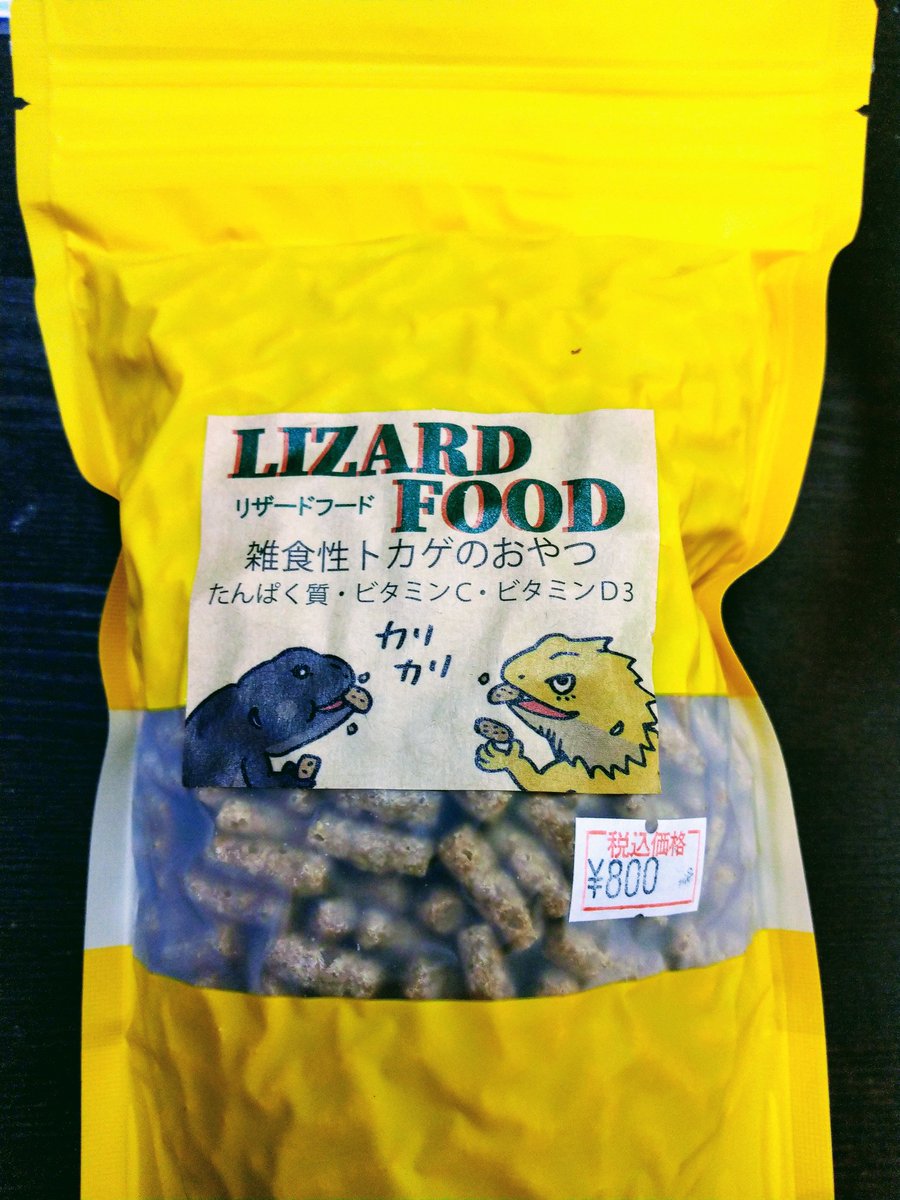 LIZARD
リザードフード FOOD
雑食性トカゲのおやつ
たんぱく質・ビタミンC・ビタミンD3
カリ
カリ
税込価格
¥800